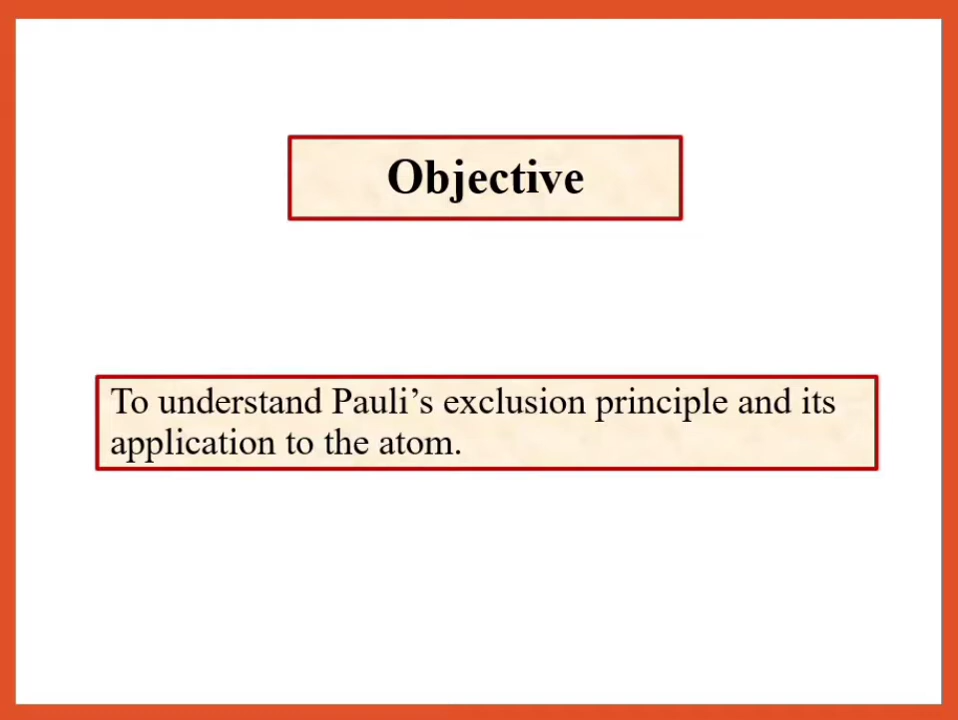 Objective
To understand Pauli’s exclusion principle and its
application to the atom.